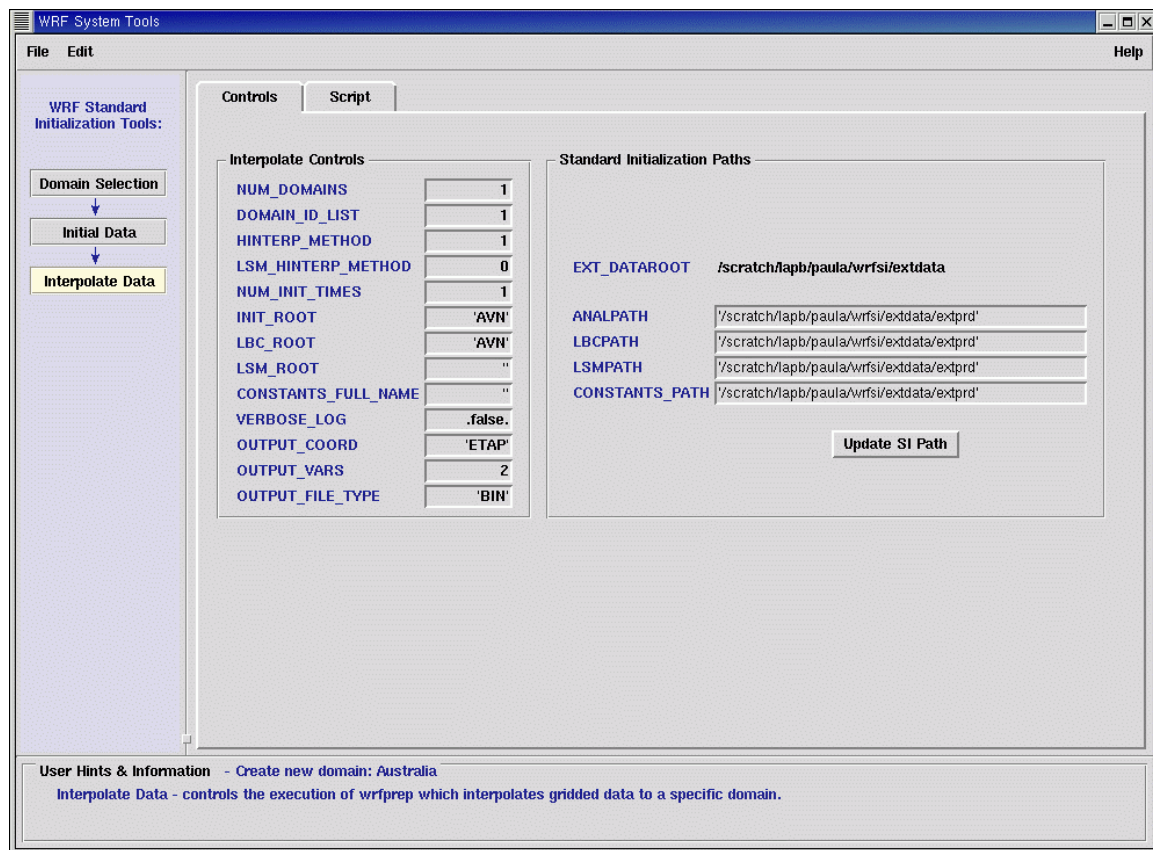 WRF System Tools
File Edit Help
WRF Standard
Initialization Tools:
Domain Selection
Initial Data
Interpolate Data
Controls Script
Interpolate Controls
NUM_DOMAINS 1
DOMAIN_ID_LIST 1
HINTERP_METHOD 1
LSM_HINTERP_METHOD 0
NUM_INIT_TIMES 1
INIT_ROOT 'AVN'
LBC_ROOT 'AVN'
LSM_ROOT ''
CONSTANTS_FULL_NAME ''
VERBOSE_LOG .false.
OUTPUT_COORD 'ETAP'
OUTPUT_VARS 2
OUTPUT_FILE_TYPE 'BIN'
Standard Initialization Paths
EXT_DATAROOT /scratch/lapb/paula/wrfsi/extdata
ANALPATH '/scratch/lapb/paula/wrfsi/extdata/extprd'
LBCPATH '/scratch/lapb/paula/wrfsi/extdata/extprd'
LSMPATH '/scratch/lapb/paula/wrfsi/extdata/extprd'
CONSTANTS_PATH '/scratch/lapb/paula/wrfsi/extdata/extprd'
Update SI Path
User Hints & Information - Create new domain: Australia
Interpolate Data - controls the execution of wrfprep which interpolates gridded data to a specific domain.